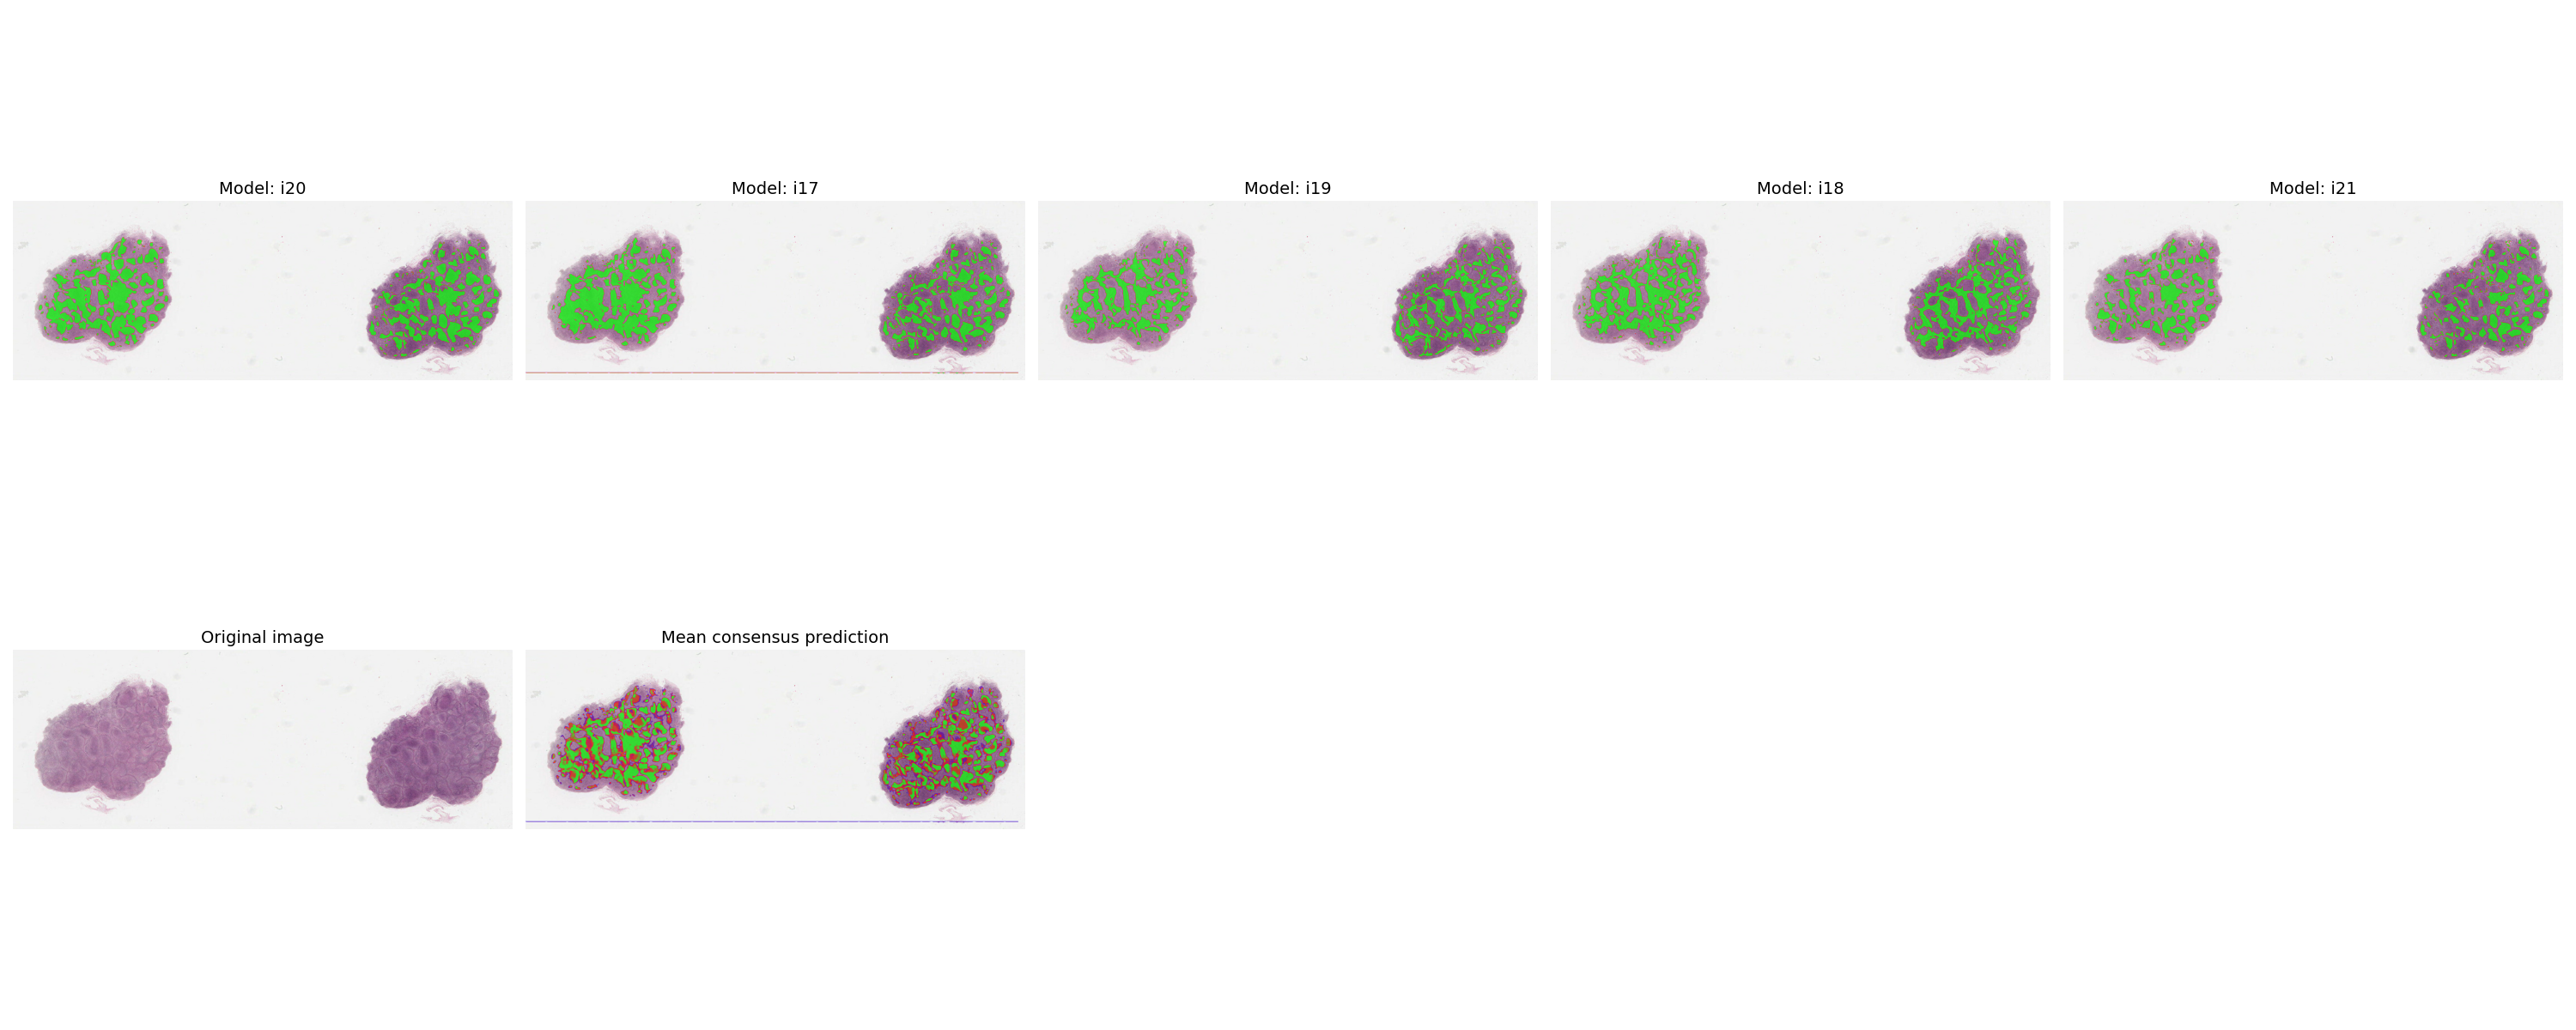 Model: i20
Model: i17
Model: i19
Model: i18
Model: i21
Original image
Mean consensus prediction